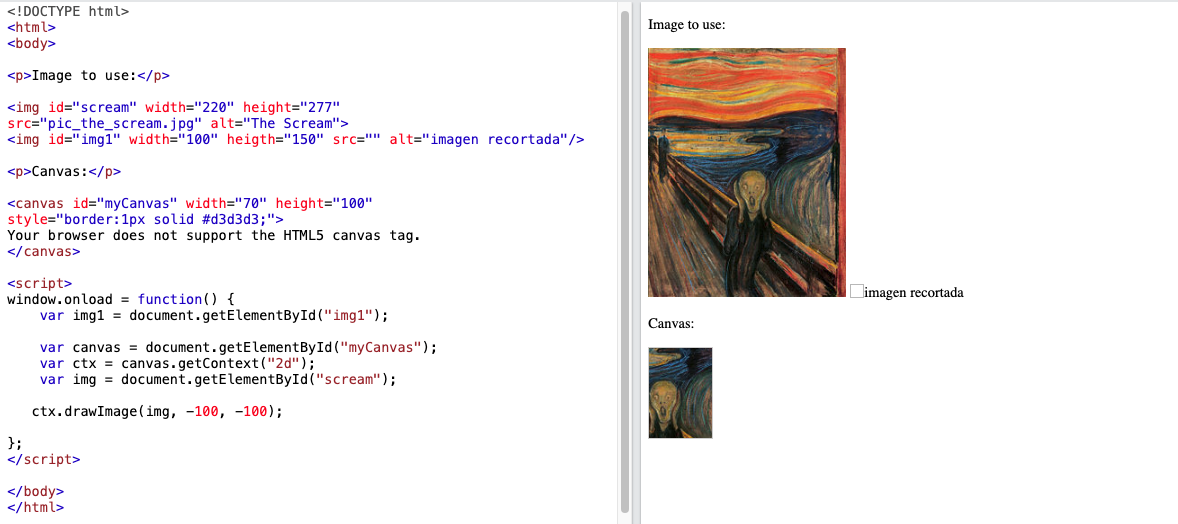 <!DOCTYPE html>
<html>
<body>
<p>Image to use:</p>
<img id="scream" width="220" height="277"
src="pic_the_scream.jpg" alt="The Scream">
<img id="img1" width="100" heigth="150" src="" alt="imagen recortada"/>
<p>Canvas:</p>
<canvas id="myCanvas" width="70" height="100"
style="border:1px solid #d3d3d3;">
Your browser does not support the HTML5 canvas tag.
</canvas>
<script>
window.onload = function() {
    var img1 = document.getElementById("img1");
    var canvas = document.getElementById("myCanvas");
    var ctx = canvas.getContext("2d");
    var img = document.getElementById("scream");
   ctx.drawImage(img, -100, -100);
};
</script>
</body>
</html>
Image to use:
imagen recortada
Canvas: